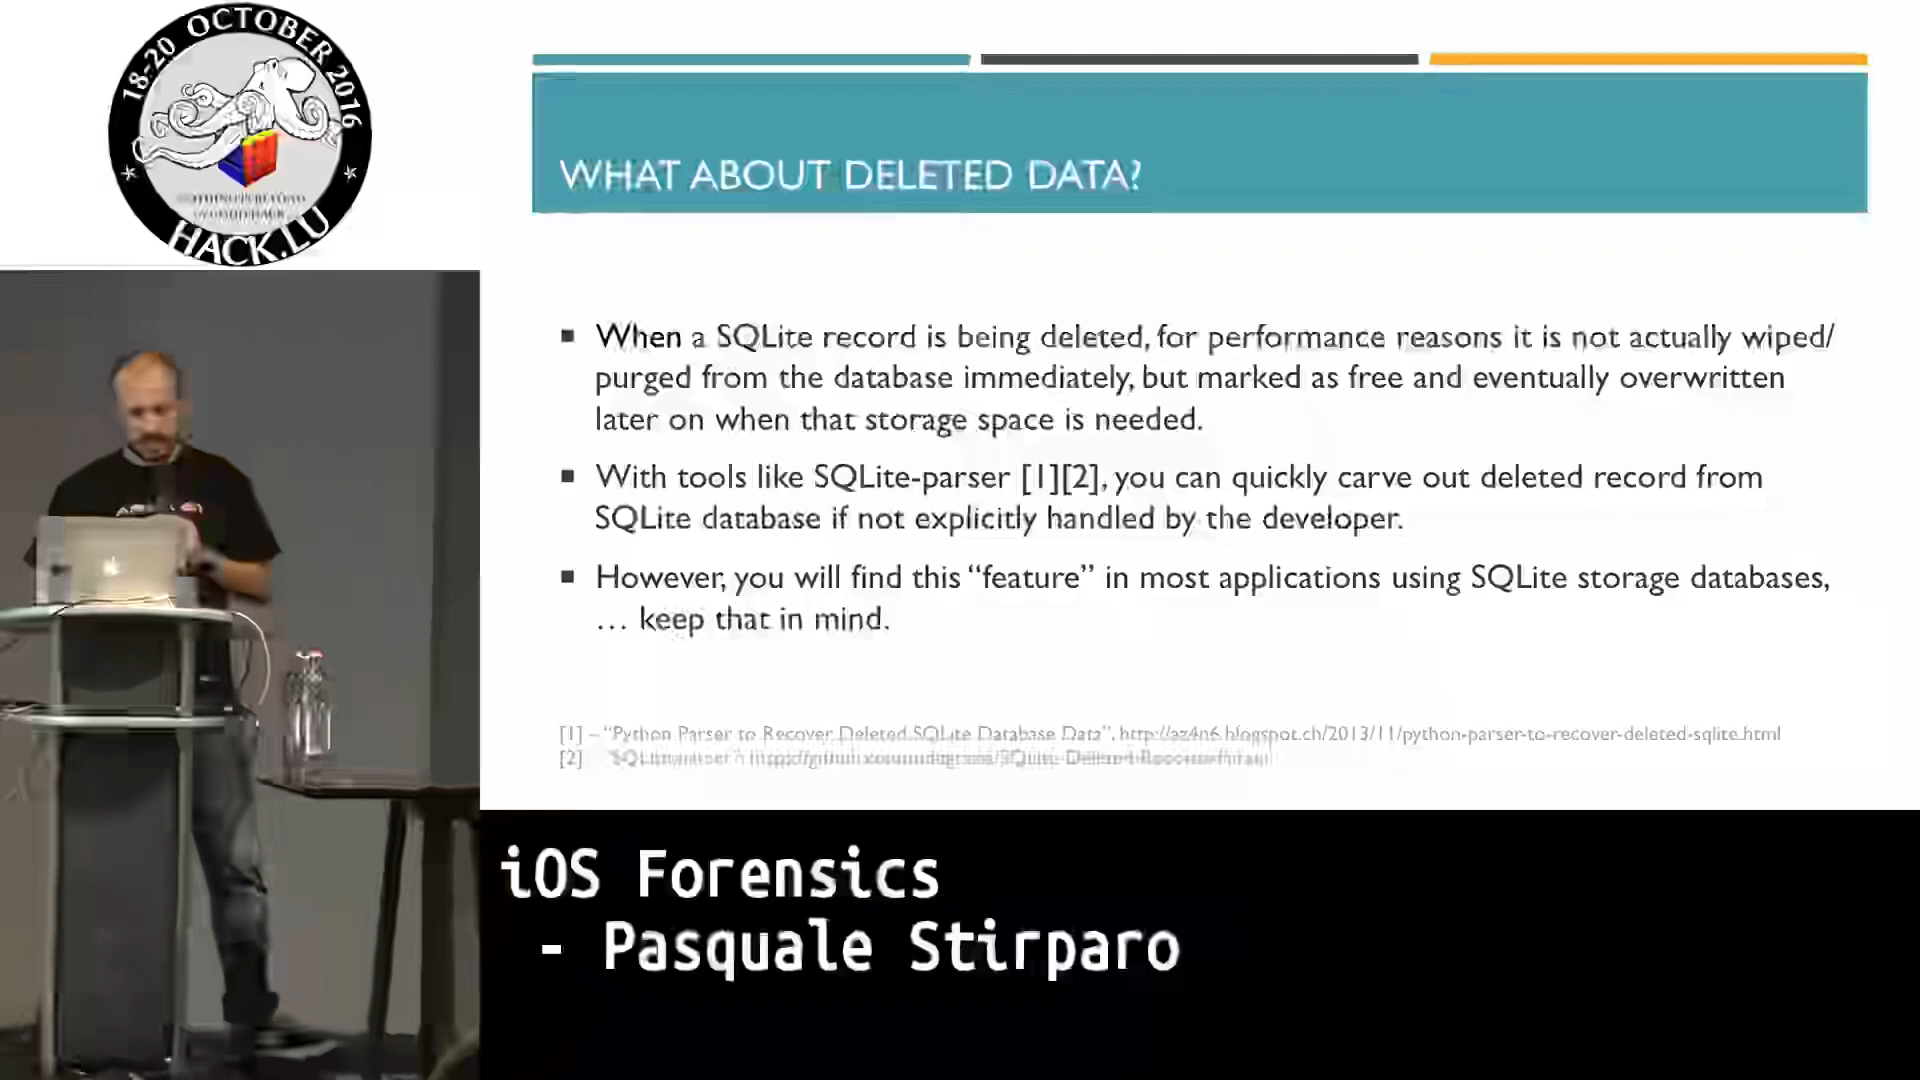 18-20 OCTOBER 2016
HACK.LU
WHAT ABOUT DELETED DATA?
When a SQLite record is being deleted, for performance reasons it is not actually wiped/
purged from the database immediately, but marked as free and eventually overwritten
later on when that storage space is needed.
With tools like SQLite-parser [1][2], you can quickly carve out deleted record from
SQLite database if not explicitly handled by the developer.
However, you will find this “feature” in most applications using SQLite storage databases,
… keep that in mind.
[1] – “Python Parser to Recover Deleted SQLite Database Data”, http://az4n6.blogspot.ch/2013/11/python-parser-to-recover-deleted-sqlite.html
[2]
iOS Forensics
- Pasquale Stirparo